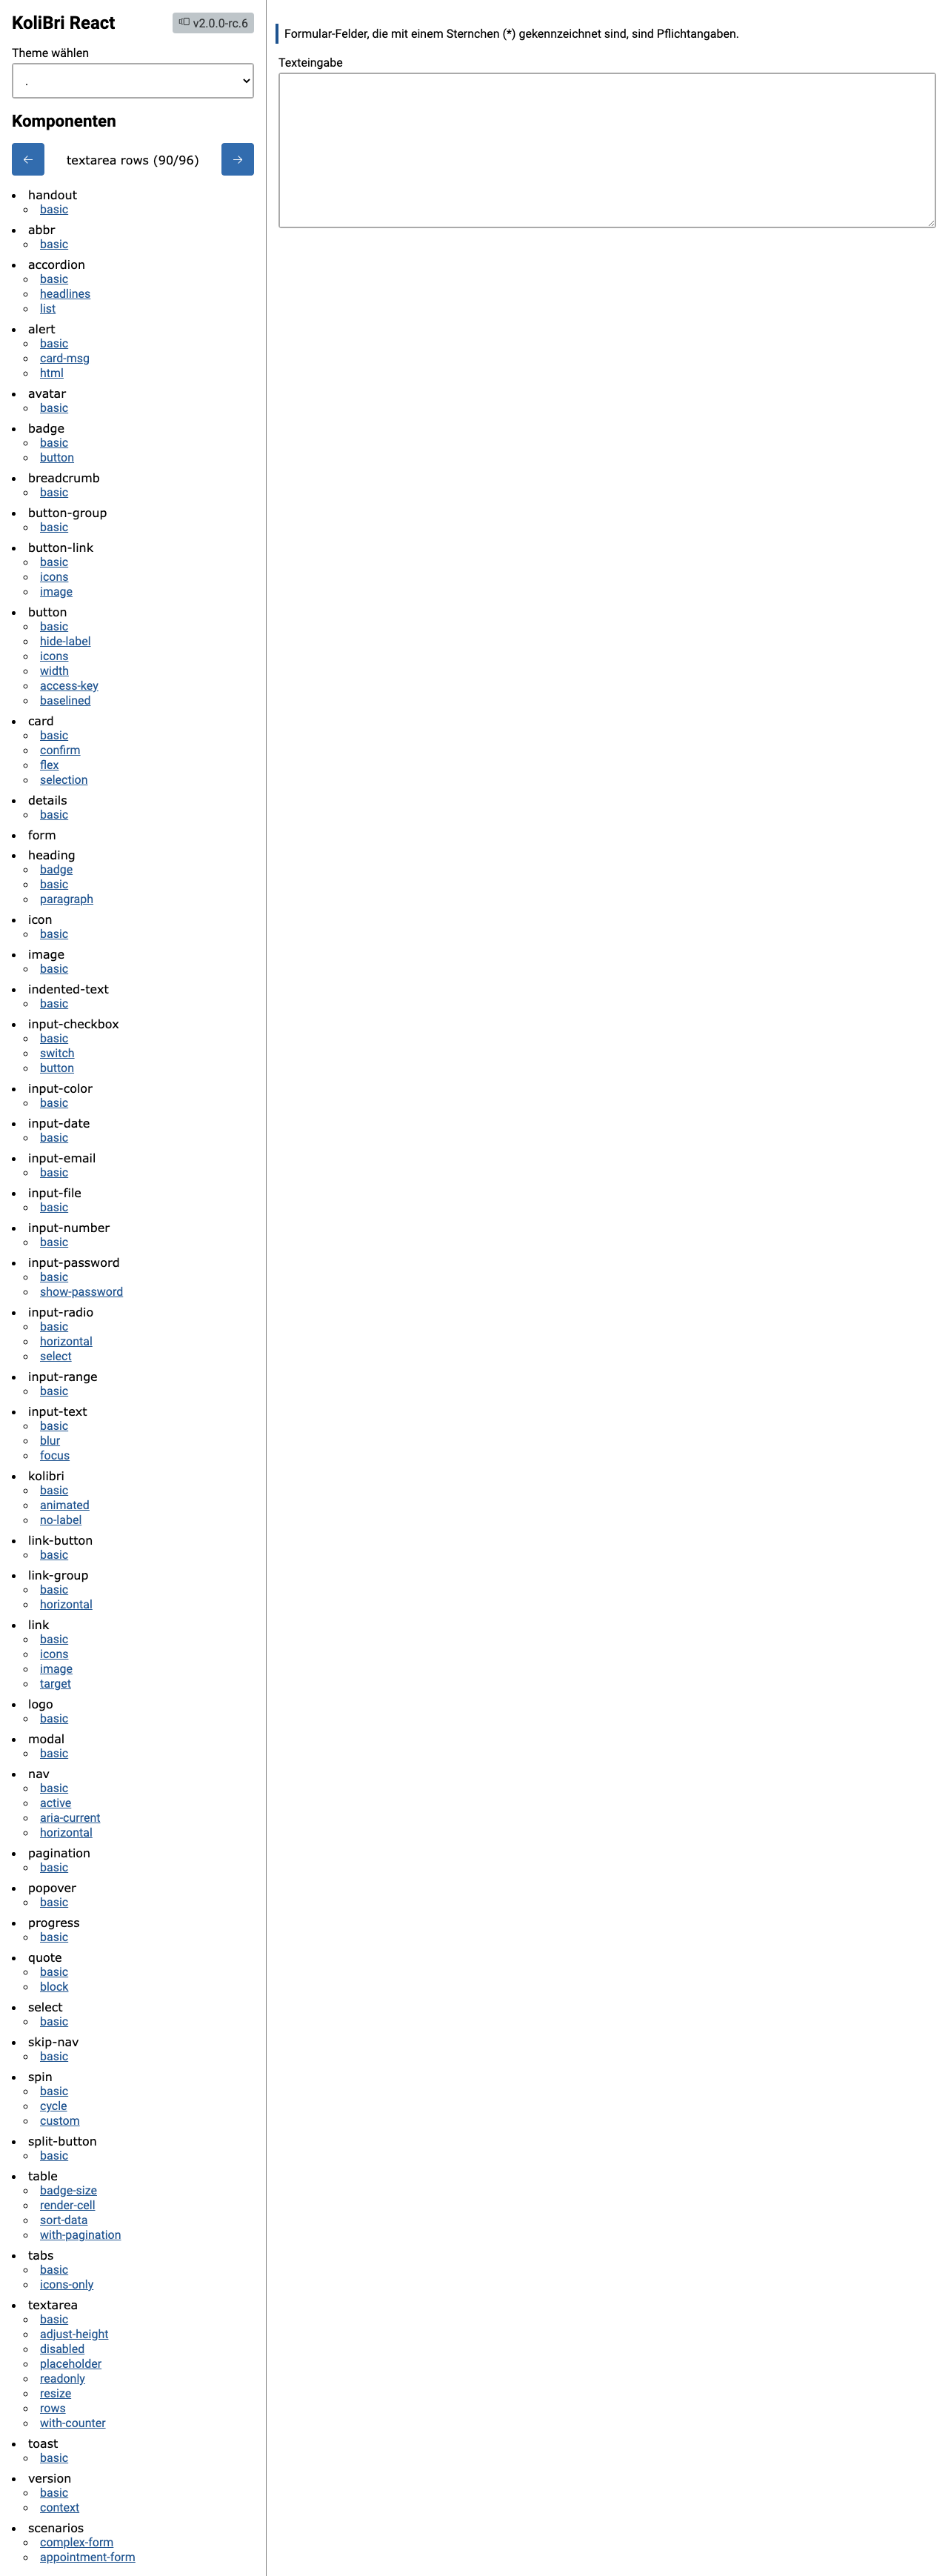 KoliBri React
v2.0.0-rc.6
Theme wählen
.
Komponenten
← textarea rows (90/96) →
handout
basic
abbr
basic
accordion
basic
headlines
list
alert
basic
card-msg
html
avatar
basic
badge
basic
button
breadcrumb
basic
button-group
basic
button-link
basic
icons
image
button
basic
hide-label
icons
width
access-key
baselined
card
basic
confirm
flex
selection
details
basic
form
heading
badge
basic
paragraph
icon
basic
image
basic
indented-text
basic
input-checkbox
basic
switch
button
input-color
basic
input-date
basic
input-email
basic
input-file
basic
input-number
basic
input-password
basic
show-password
input-radio
basic
horizontal
select
input-range
basic
input-text
basic
blur
focus
kolibri
basic
animated
no-label
link-button
basic
link-group
basic
horizontal
link
basic
icons
image
target
logo
basic
modal
basic
nav
basic
active
aria-current
horizontal
pagination
basic
popover
basic
progress
basic
quote
basic
block
select
basic
skip-nav
basic
spin
basic
cycle
custom
split-button
basic
table
badge-size
render-cell
sort-data
with-pagination
tabs
basic
icons-only
textarea
basic
adjust-height
disabled
placeholder
readonly
resize
rows
with-counter
toast
basic
version
basic
context
scenarios
complex-form
appointment-form
Formular-Felder, die mit einem Sternchen (*) gekennzeichnet sind, sind Pflichtangaben.
Texteingabe